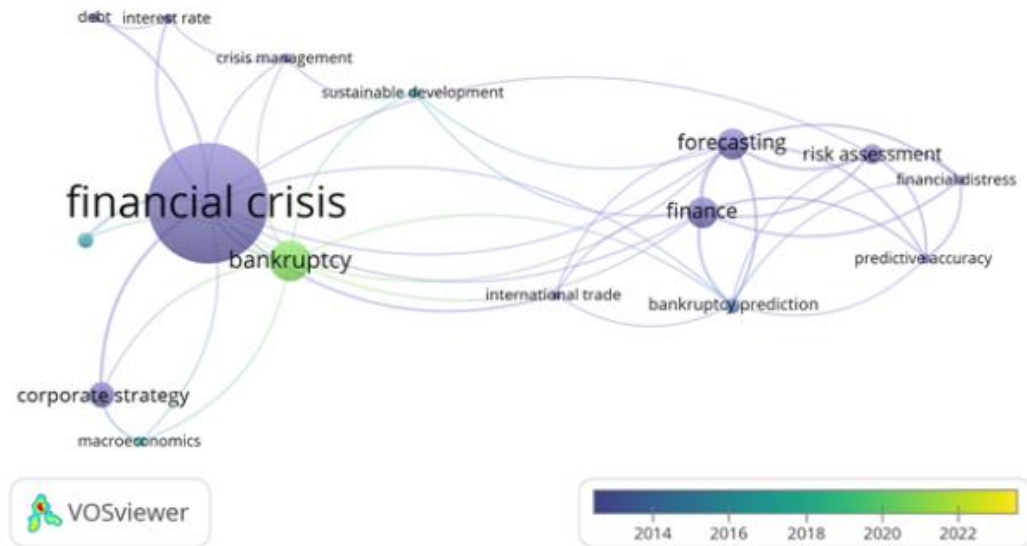 debt
interest rate
crisis management
sustainable development
forecasting
risk assessment
financial distress
financial crisis
finance
bankruptcy
predictive accuracy
international trade
bankruptcy prediction
corporate strategy
macroeconomics
VOSviewer
2014 2016 2018 2020 2022